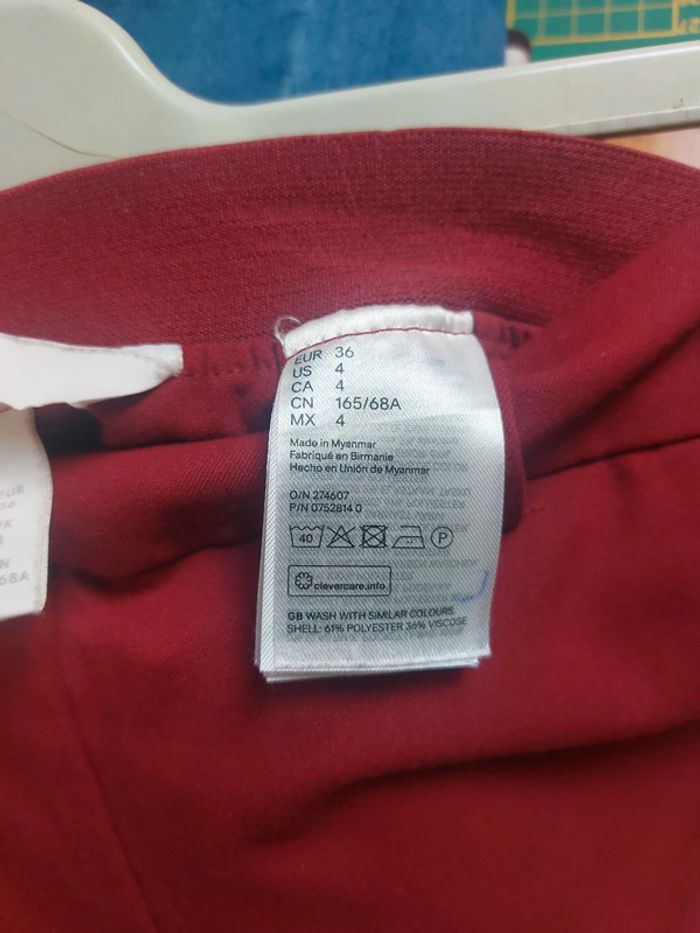 EUR 36
US 4
CA 4
CN 165/68A
MX 4
Made in Myanmar
Fabriqué en Birmanie
Hecho en Unión de Myanmar
O/N 274607
P/N 0752814 0
40 P
clevercare.info
GB WASH WITH SIMILAR COLOURS.
SHELL: 61% POLYESTER 36% VISCOSE
68A